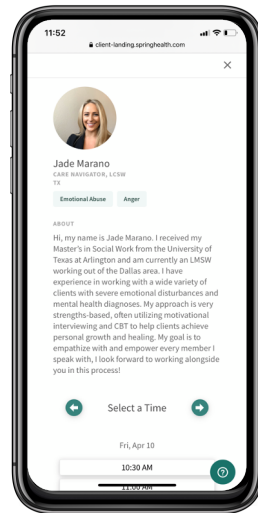 11:52
client-landing.springhealth.com
Jade Marano
CARE NAVIGATOR, LCSW
TX
Emotional Abuse Anger
ABOUT
Hi, my name is Jade Marano. I received my
Master's in Social Work from the University of
Texas at Arlington and am currently an LMSW
working out of the Dallas area. I have
experience in working with a wide variety of
clients with severe emotional disturbances and
mental health diagnoses. My approach is very
strengths-based, often utilizing motivational
interviewing and CBT to help clients achieve
personal growth and healing. My goal is to
empathize with and empower every member I
speak with, I look forward to working alongside
you in this process!
Select a Time
Fri, Apr 10
10:30 AM
11:00 AM